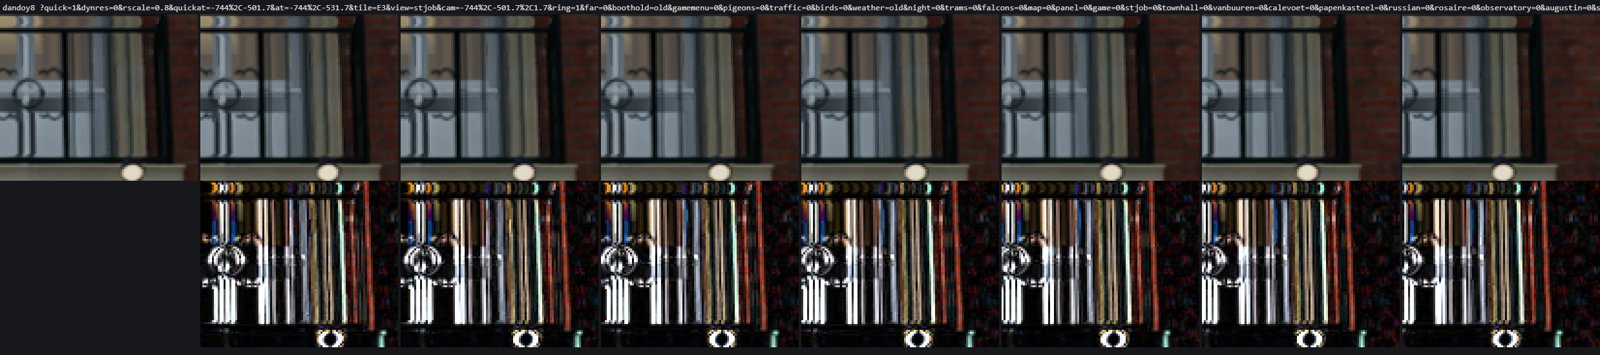 dandoy8 ?quick=1&dynres=0&rscale=0.8&quickat=-744%2C-501.7&at=-744%2C-531.7&tile=E3&view=stjob&cam=-744%2C-501.7%2C1.7&ring=1&far=0&boothold=old&gamemenu=0&pigeons=0&traffic=0&birds=0&weather=old&night=0&trams=0&falcons=0&map=0&panel=0&game=0&stjob=0&townhall=0&vanbuuren=0&calevoet=0&papenkasteel=0&russian=0&rosaire=0&observatory=0&augustin=0&s